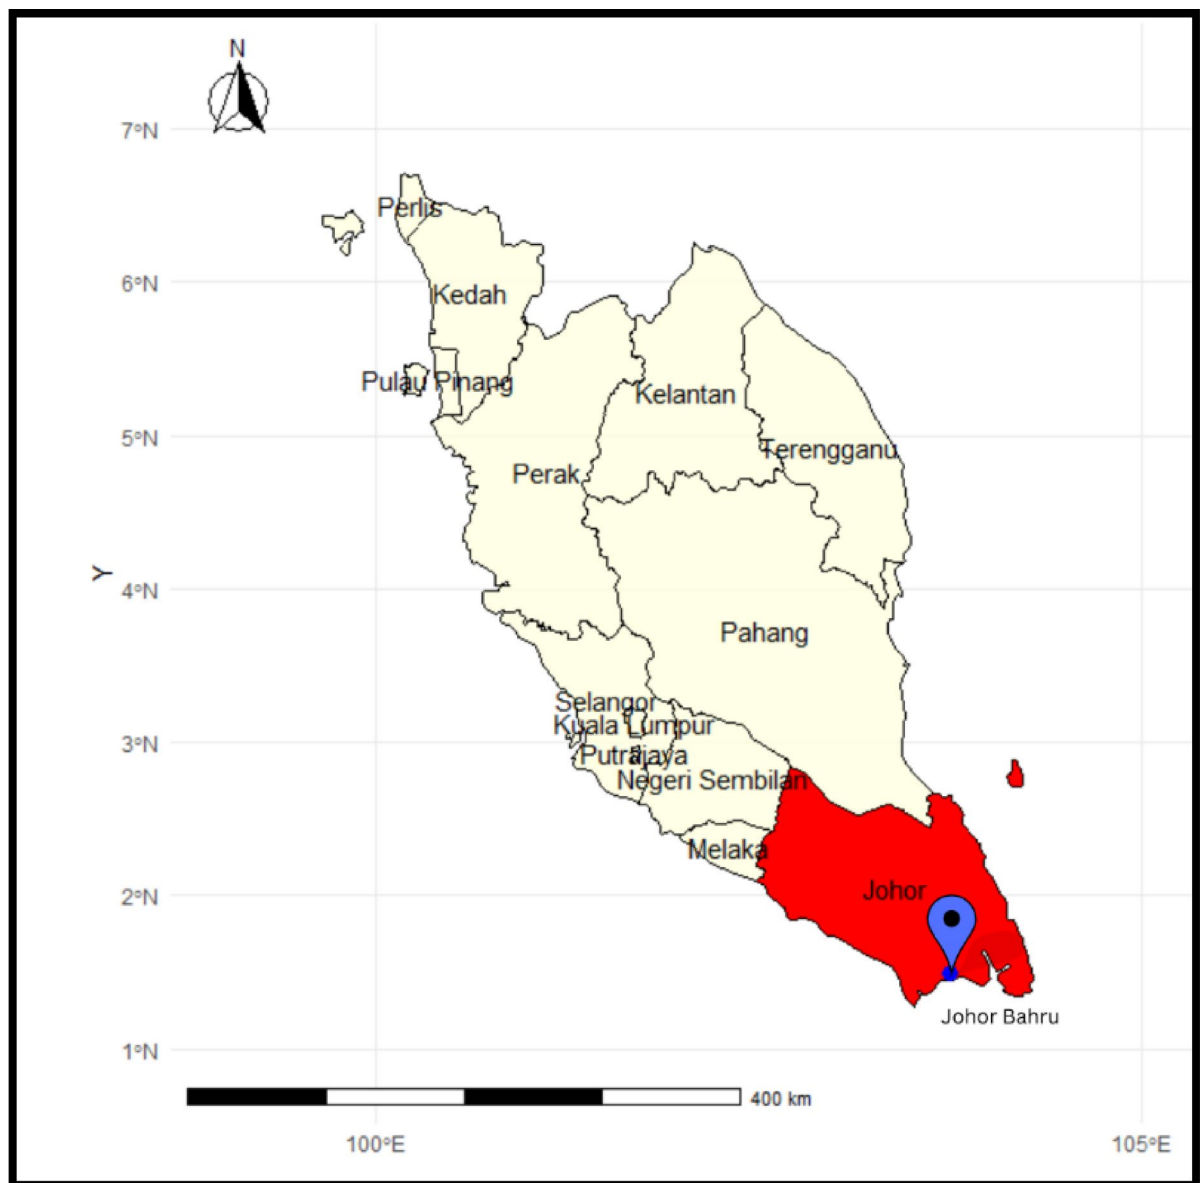 N
7°N
Perlis
6°N
Kedah
Pulau Pinang
Kelantan
5°N
Terengganu
Perak
Y
4°N
Pahang
Selangor
Kuala Lumpur
3°N
Putrajaya
Negeri Sembilan
Melaka
2°N
Johor
Johor Bahru
1°N
400 km
100°E
105°E